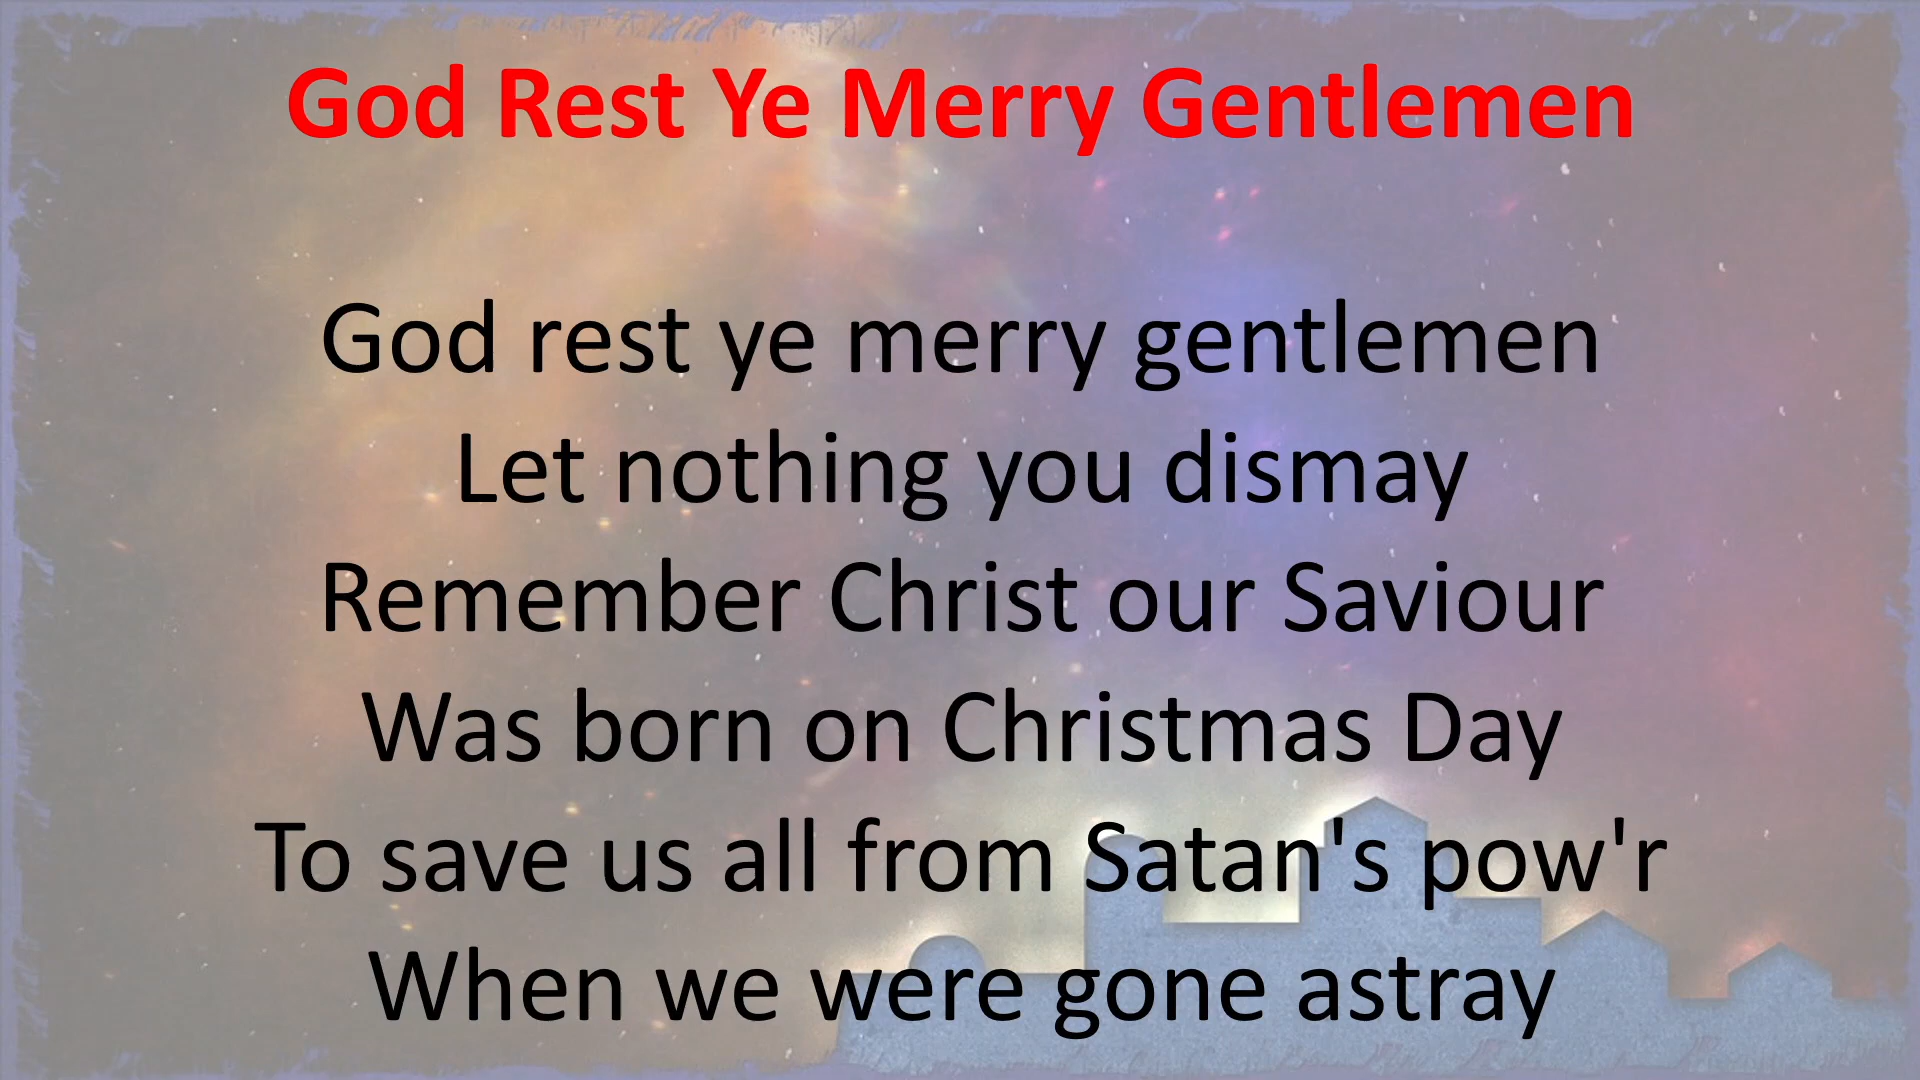 God Rest Ye Merry Gentlemen
God rest ye merry gentlemen
Let nothing you dismay
Remember Christ our Saviour
Was born on Christmas Day
To save us all from Satan's pow'r
When we were gone astray